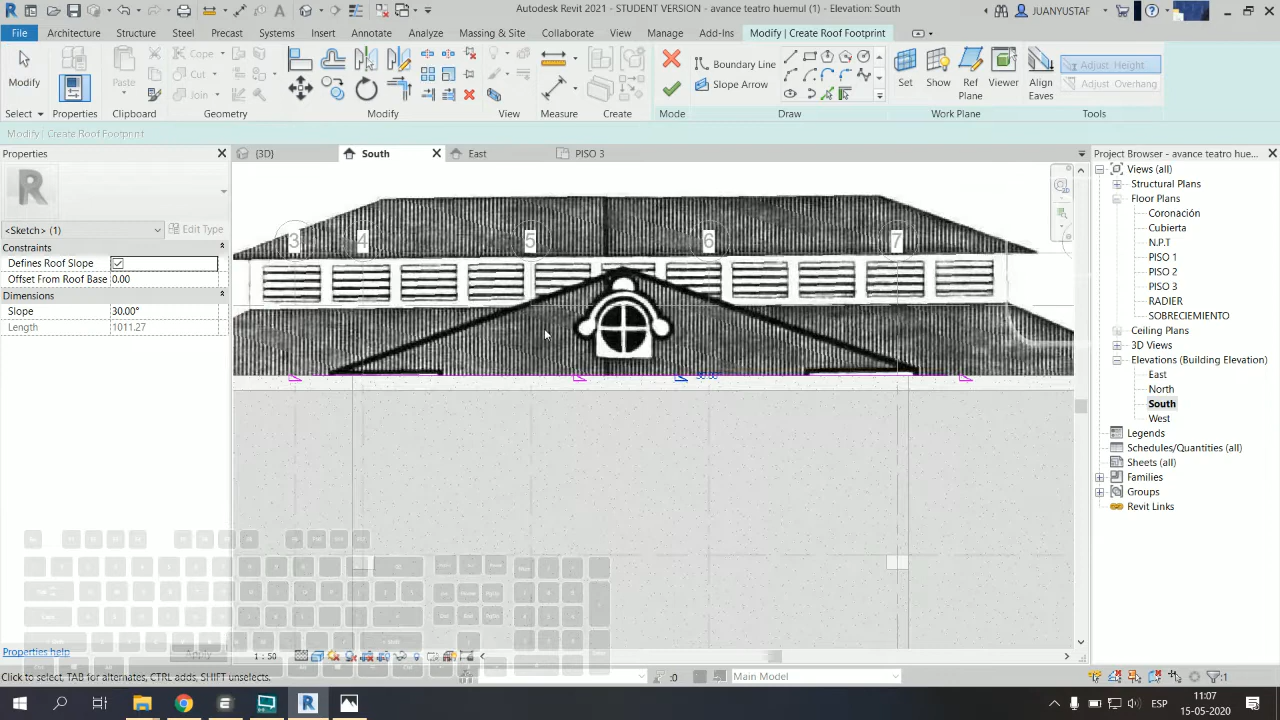 Autodesk Revit 2021 - STUDENT VERSION - avance teatro huemul (1) - Elevation: South
JUANYUSTAF
File Architecture Structure Steel Precast Systems Insert Annotate Analyze Massing & Site Collaborate View Manage Add-Ins Modify | Create Roof Footprint
Modify
Paste
Cope
Cut
Join
Boundary Line
Slope Arrow
Set
Show
Ref Plane
Viewer
Align Eaves
Adjust Height
Adjust Overhang
Select Properties Clipboard Geometry Modify View Measure Create Mode Draw Work Plane Tools
Modify | Create Roof Footprint
Properties
(3D)
South
East
PISO 3
Project Browser - avance teatro hue...
R
<Sketch> (1)
Edit Type
Constraints
Defines Roof Slope
Offset From Roof Base 0.00
Dimensions
Slope 30.00°
Length 1011.27
3 4 5 6 7
30.00°
Views (all)
Structural Plans
Floor Plans
Coronación
Cubierta
N.P.T
PISO 1
PISO 2
PISO 3
RADIER
SOBRECIMIENTO
Ceiling Plans
3D Views
Elevations (Building Elevation)
East
North
South
West
Legends
Schedules/Quantities (all)
Sheets (all)
Families
Groups
Revit Links
Properties help
Apply
1 : 50
Click to select, TAB for alternates, CTRL adds, SHIFT unselects.
:0
Main Model
:1
ESP
11:07
15-05-2020